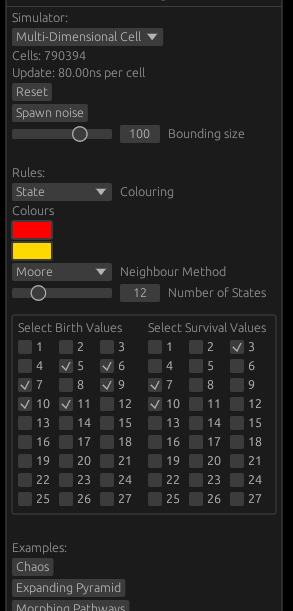 Simulator:
Multi-Dimensional Cell
Cells: 790394
Update: 80.00ns per cell
Reset
Spawn noise
100 Bounding size
Rules:
State Colouring
Colours
Moore Neighbour Method
12 Number of States
Select Birth Values Select Survival Values
1 2 3 1 2 3
4 5 6 4 5 6
7 8 9 7 8 9
10 11 12 10 11 12
13 14 15 13 14 15
16 17 18 16 17 18
19 20 21 19 20 21
22 23 24 22 23 24
25 26 27 25 26 27
Examples:
Chaos
Expanding Pyramid
Morphing Pathways